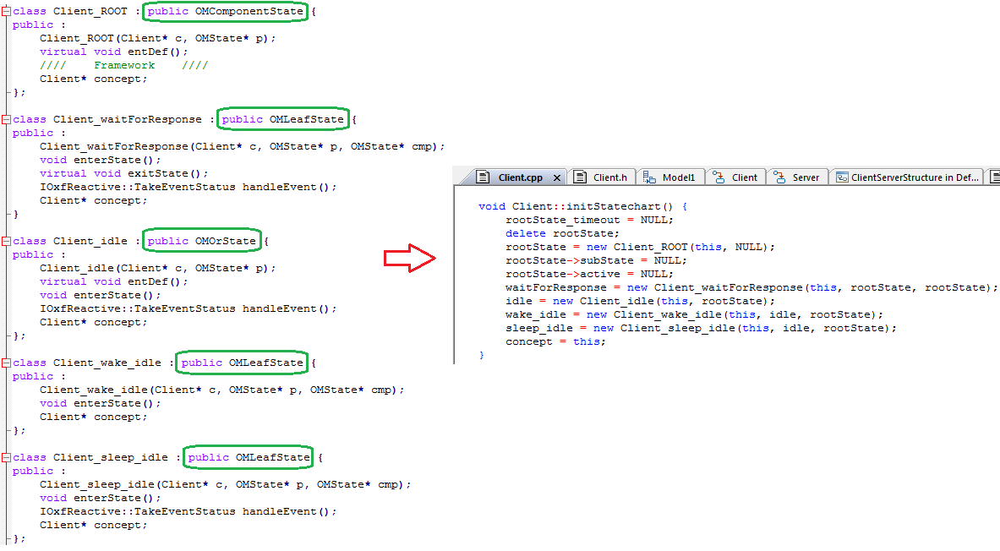 class Client_ROOT : public OMComponentState {
public :
    Client_ROOT(Client* c, OMState* p);
    virtual void entDef();
    ////    Framework    ////
    Client* concept;
};
class Client_waitForResponse : public OMLeafState {
public :
    Client_waitForResponse(Client* c, OMState* p, OMState* cmp);
    void enterState();
    virtual void exitState();
    IOxfReactive::TakeEventStatus handleEvent();
    Client* concept;
}
class Client_idle : public OMOrState {
public :
    Client_idle(Client* c, OMState* p);
    virtual void entDef();
    void enterState();
    IOxfReactive::TakeEventStatus handleEvent();
    Client* concept;
};
class Client_wake_idle : public OMLeafState {
public :
    Client_wake_idle(Client* c, OMState* p, OMState* cmp);
    void enterState();
    Client* concept;
};
class Client_sleep_idle : public OMLeafState {
public :
    Client_sleep_idle(Client* c, OMState* p, OMState* cmp);
    void enterState();
    IOxfReactive::TakeEventStatus handleEvent();
    Client* concept;
};
Client.cpp x Client.h Model1 Client Server ClientServerStructure in Def...
void Client::initStatechart() {
    rootState_timeout = NULL;
    delete rootState;
    rootState = new Client_ROOT(this, NULL);
    rootState->subState = NULL;
    rootState->active = NULL;
    waitForResponse = new Client_waitForResponse(this, rootState, rootState);
    idle = new Client_idle(this, rootState);
    wake_idle = new Client_wake_idle(this, idle, rootState);
    sleep_idle = new Client_sleep_idle(this, idle, rootState);
    concept = this;
}